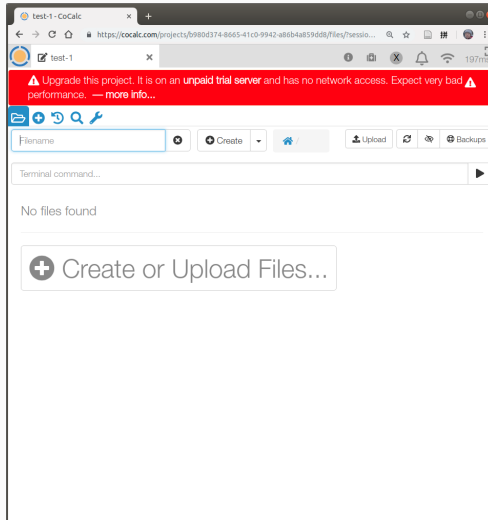 test-1 - CoCalc
https://cocalc.com/projects/b980d374-8665-41c0-9942-a86b4a859dd8/files/?sessio...
test-1
197ms
Upgrade this project. It is on an unpaid trial server and has no network access. Expect very bad
performance. — more info...
Filename
Create
/
Upload
Backups
Terminal command...
No files found
Create or Upload Files...